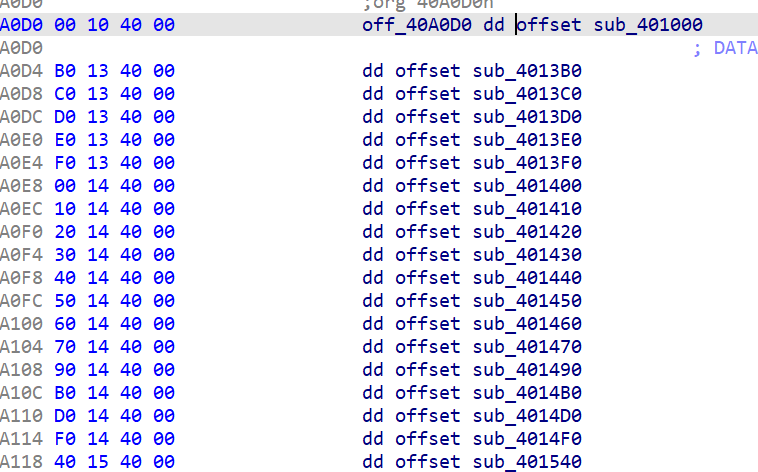 A0D0 ;org 40A0D0h
A0D0 00 10 40 00 off_40A0D0 dd offset sub_401000
A0D0 ; DATA
A0D4 B0 13 40 00 dd offset sub_4013B0
A0D8 C0 13 40 00 dd offset sub_4013C0
A0DC D0 13 40 00 dd offset sub_4013D0
A0E0 E0 13 40 00 dd offset sub_4013E0
A0E4 F0 13 40 00 dd offset sub_4013F0
A0E8 00 14 40 00 dd offset sub_401400
A0EC 10 14 40 00 dd offset sub_401410
A0F0 20 14 40 00 dd offset sub_401420
A0F4 30 14 40 00 dd offset sub_401430
A0F8 40 14 40 00 dd offset sub_401440
A0FC 50 14 40 00 dd offset sub_401450
A100 60 14 40 00 dd offset sub_401460
A104 70 14 40 00 dd offset sub_401470
A108 90 14 40 00 dd offset sub_401490
A10C B0 14 40 00 dd offset sub_4014B0
A110 D0 14 40 00 dd offset sub_4014D0
A114 F0 14 40 00 dd offset sub_4014F0
A118 40 15 40 00 dd offset sub_401540